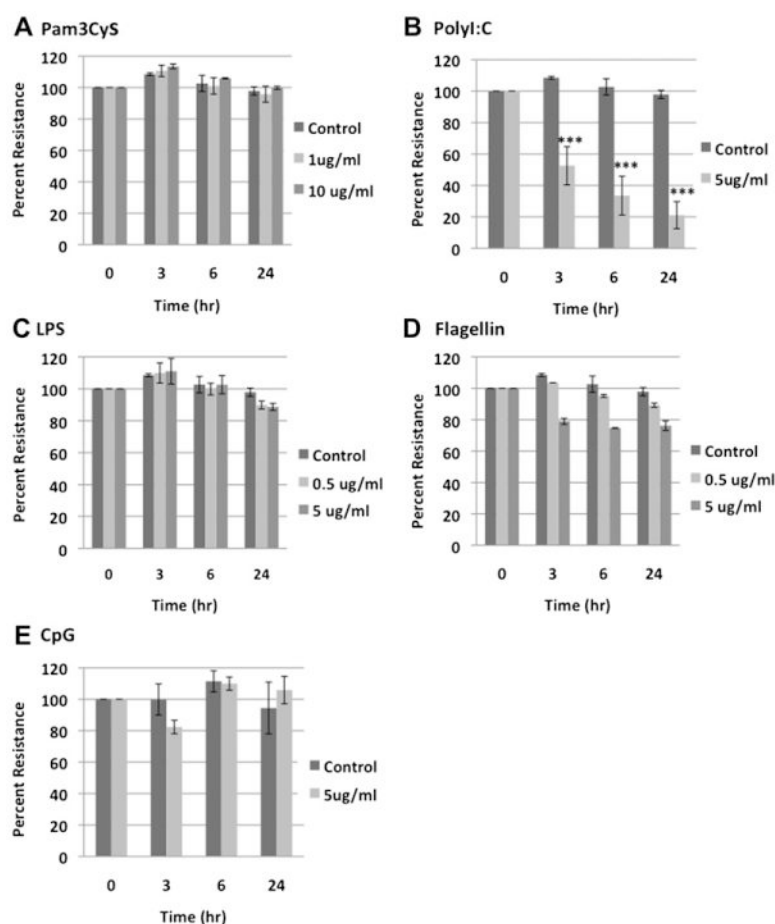 A Pam3CyS
120
100
80
60
40
20
0
Percent Resistance
0 3 6 24
Time (hr)
Control
1ug/ml
10 ug/ml
B PolyI:C
120
100
80
60
40
20
0
Percent Resistance
***
***
***
0 3 6 24
Time (hr)
Control
5ug/ml
C LPS
120
100
80
60
40
20
0
Percent Resistance
0 3 6 24
Time (hr)
Control
0.5 ug/ml
5 ug/ml
D Flagellin
120
100
80
60
40
20
0
Percent Resistance
0 3 6 24
Time (hr)
Control
0.5 ug/ml
5 ug/ml
E CpG
120
100
80
60
40
20
0
Percent Resistance
0 3 6 24
Time (hr)
Control
5ug/ml